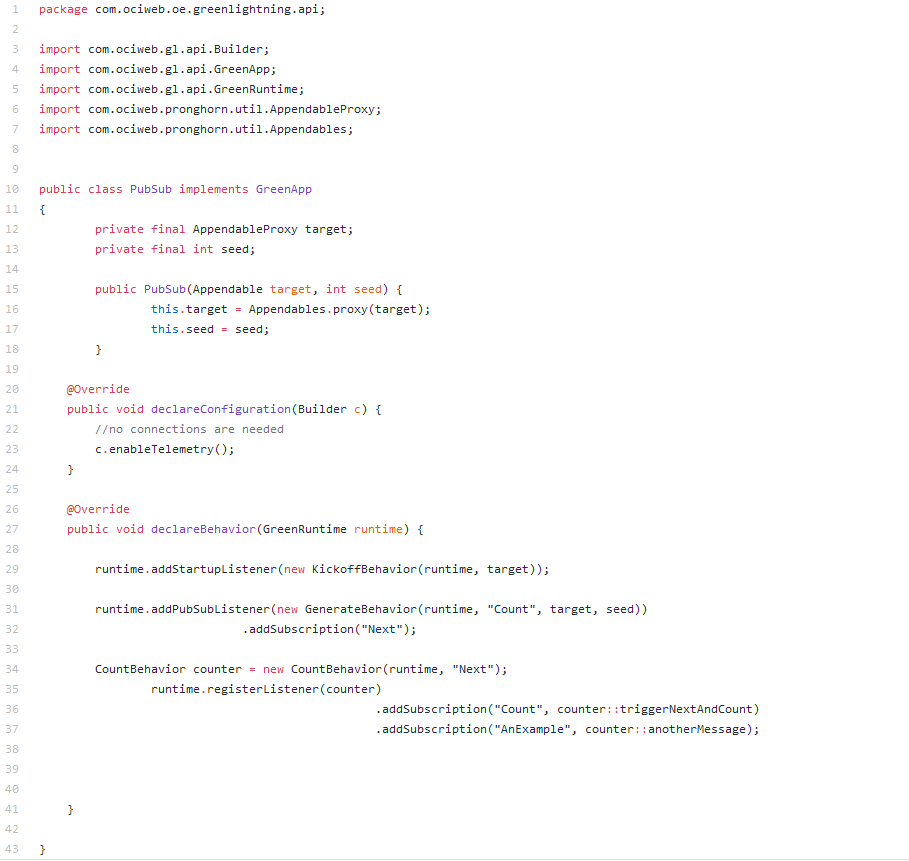 1 package com.ociweb.oe.greenlightning.api;
2
3 import com.ociweb.gl.api.Builder;
4 import com.ociweb.gl.api.GreenApp;
5 import com.ociweb.gl.api.GreenRuntime;
6 import com.ociweb.pronghorn.util.AppendableProxy;
7 import com.ociweb.pronghorn.util.Appendables;
8
9
10 public class PubSub implements GreenApp
11 {
12 private final AppendableProxy target;
13 private final int seed;
14
15 public PubSub(Appendable target, int seed) {
16 this.target = Appendables.proxy(target);
17 this.seed = seed;
18 }
19
20 @Override
21 public void declareConfiguration(Builder c) {
22 //no connections are needed
23 c.enableTelemetry();
24 }
25
26 @Override
27 public void declareBehavior(GreenRuntime runtime) {
28
29 runtime.addStartupListener(new KickoffBehavior(runtime, target));
30
31 runtime.addPubSubListener(new GenerateBehavior(runtime, "Count", target, seed))
32 .addSubscription("Next");
33
34 CountBehavior counter = new CountBehavior(runtime, "Next");
35 runtime.registerListener(counter)
36 .addSubscription("Count", counter::triggerNextAndCount)
37 .addSubscription("AnExample", counter::anotherMessage);
38
39
40
41 }
42
43 }